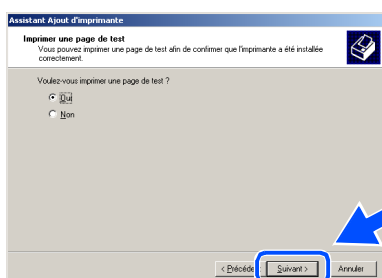 Assistant Ajout d'imprimante
Imprimer une page de test
Vous pouvez imprimer une page de test afin de confirmer que l'imprimante a été installée
correctement.
Voulez-vous imprimer une page de test ?
Oui
Non
< Précéde Suivant > Annuler